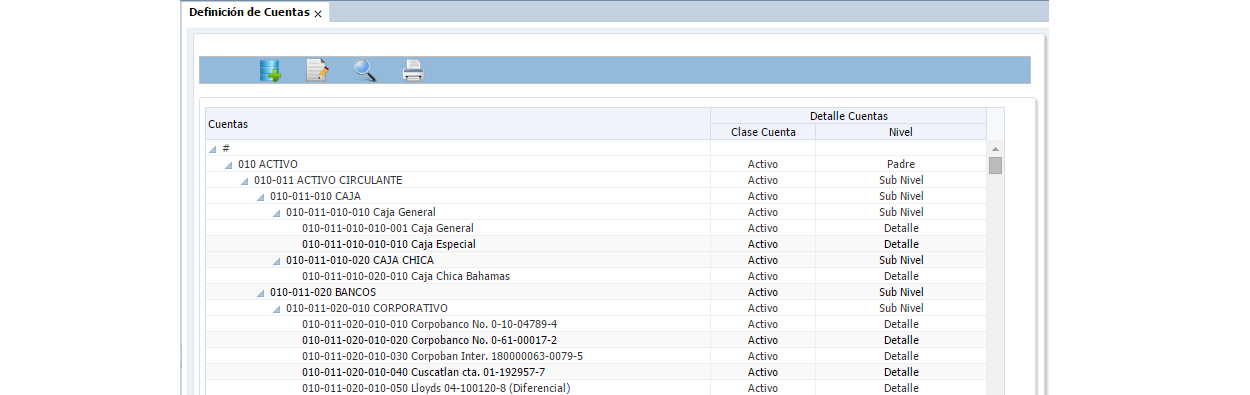 Definición de Cuentas x
Cuentas Detalle Cuentas
Clase Cuenta Nivel
#
010 ACTIVO Activo Padre
010-011 ACTIVO CIRCULANTE Activo Sub Nivel
010-011-010 CAJA Activo Sub Nivel
010-011-010-010 Caja General Activo Sub Nivel
010-011-010-010-001 Caja General Activo Detalle
010-011-010-010-010 Caja Especial Activo Detalle
010-011-010-020 CAJA CHICA Activo Sub Nivel
010-011-010-020-010 Caja Chica Bahamas Activo Detalle
010-011-020 BANCOS Activo Sub Nivel
010-011-020-010 CORPORATIVO Activo Sub Nivel
010-011-020-010-010 Corpobanco No. 0-10-04789-4 Activo Detalle
010-011-020-010-020 Corpobanco No. 0-61-00017-2 Activo Detalle
010-011-020-010-030 Corpoban Inter. 180000063-0079-5 Activo Detalle
010-011-020-010-040 Cuscatlan cta. 01-192957-7 Activo Detalle
010-011-020-010-050 Lloyds 04-100120-8 (Diferencial) Activo Detalle